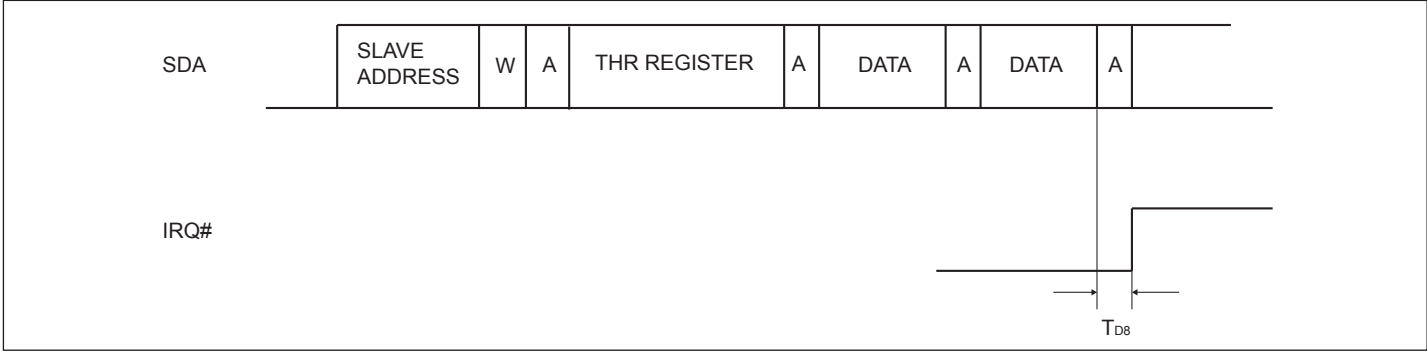 SDA
SLAVE
ADDRESS
W
A
THR REGISTER
A
DATA
A
DATA
A
IRQ#
TD8